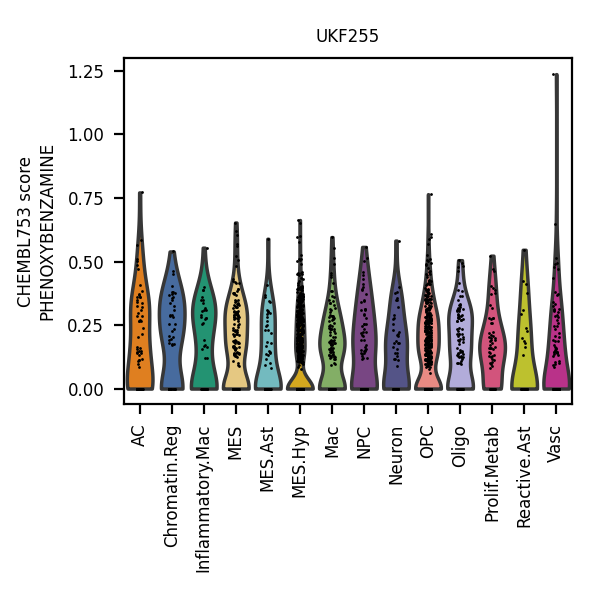 UKF255
CHEMBL753 score
PHENOXYBENZAMINE
1.25
1.00
0.75
0.50
0.25
0.00
AC
Chromatin.Reg
Inflammatory.Mac
MES
MES.Ast
MES.Hyp
Mac
NPC
Neuron
OPC
Oligo
Prolif.Metab
Reactive.Ast
Vasc